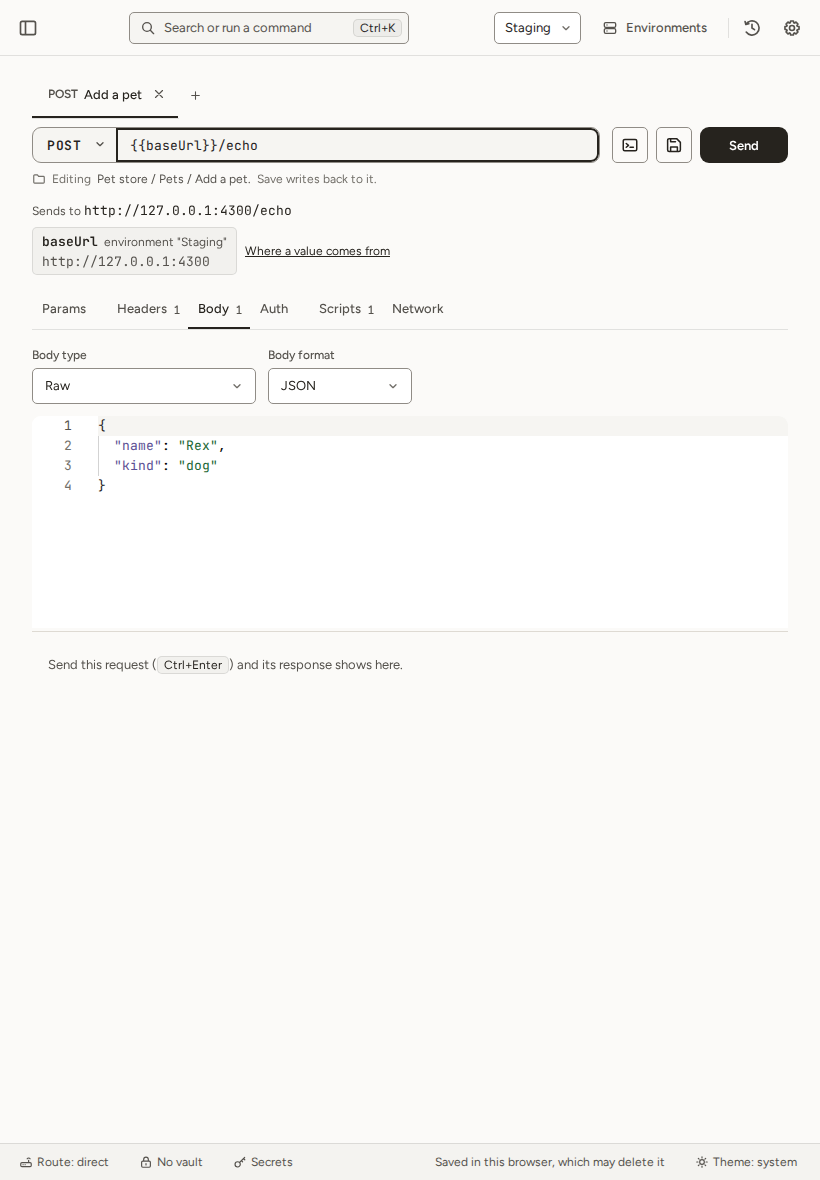 Search or run a command Ctrl+K Staging Environments
POST Add a pet
POST {{baseUrl}}/echo Send
Editing Pet store / Pets / Add a pet. Save writes back to it.
Sends to http://127.0.0.1:4300/echo
baseUrl environment "Staging"
http://127.0.0.1:4300
Where a value comes from
Params Headers 1 Body 1 Auth Scripts 1 Network
Body type Body format
Raw JSON
1 {
2 "name": "Rex",
3 "kind": "dog"
4 }
Send this request (Ctrl+Enter) and its response shows here.
Route: direct No vault Secrets Saved in this browser, which may delete it Theme: system